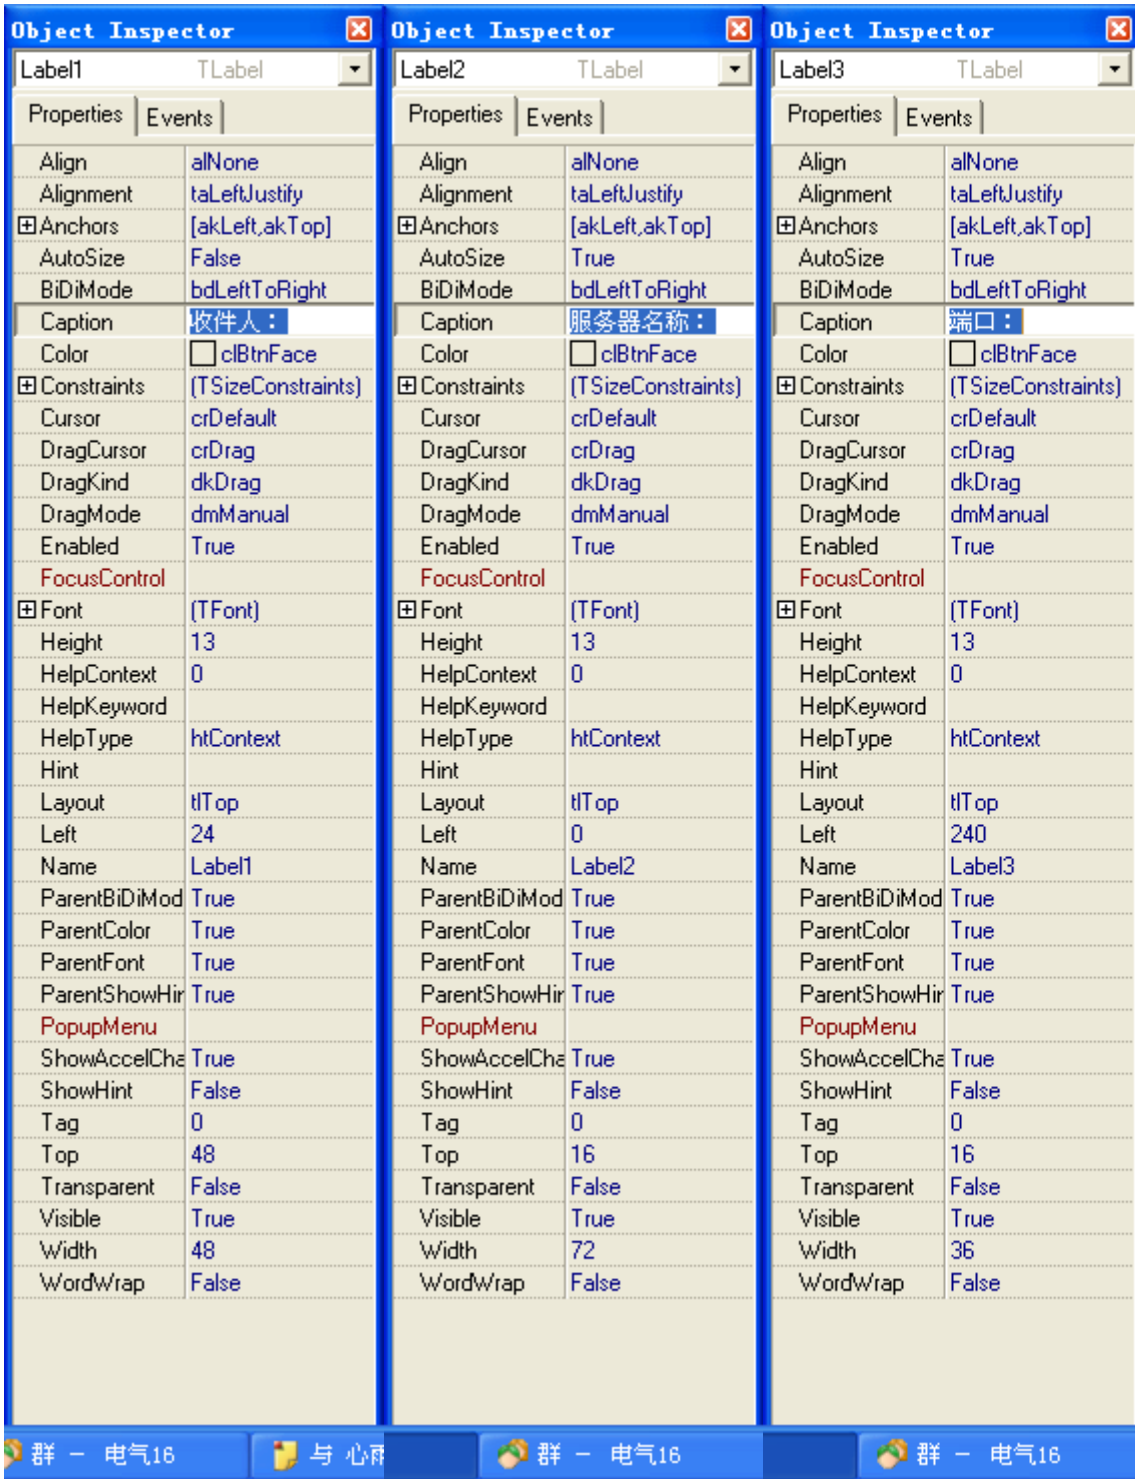 Object Inspector
Label1 TLabel
Properties Events
Align alNone
Alignment taLeftJustify
Anchors [akLeft,akTop]
AutoSize False
BiDiMode bdLeftToRight
Caption 收件人：
Color clBtnFace
Constraints (TSizeConstraints)
Cursor crDefault
DragCursor crDrag
DragKind dkDrag
DragMode dmManual
Enabled True
FocusControl
Font (TFont)
Height 13
HelpContext 0
HelpKeyword
HelpType htContext
Hint
Layout tlTop
Left 24
Name Label1
ParentBiDiMod True
ParentColor True
ParentFont True
ParentShowHir True
PopupMenu
ShowAccelCha True
ShowHint False
Tag 0
Top 48
Transparent False
Visible True
Width 48
WordWrap False
群 - 电气16 与 心雨
Object Inspector
Label2 TLabel
Properties Events
Align alNone
Alignment taLeftJustify
Anchors [akLeft,akTop]
AutoSize True
BiDiMode bdLeftToRight
Caption 服务器名称：
Color clBtnFace
Constraints (TSizeConstraints)
Cursor crDefault
DragCursor crDrag
DragKind dkDrag
DragMode dmManual
Enabled True
FocusControl
Font (TFont)
Height 13
HelpContext 0
HelpKeyword
HelpType htContext
Hint
Layout tlTop
Left 0
Name Label2
ParentBiDiMod True
ParentColor True
ParentFont True
ParentShowHir True
PopupMenu
ShowAccelCha True
ShowHint False
Tag 0
Top 16
Transparent False
Visible True
Width 72
WordWrap False
群 - 电气16
Object Inspector
Label3 TLabel
Properties Events
Align alNone
Alignment taLeftJustify
Anchors [akLeft,akTop]
AutoSize True
BiDiMode bdLeftToRight
Caption 端口：
Color clBtnFace
Constraints (TSizeConstraints)
Cursor crDefault
DragCursor crDrag
DragKind dkDrag
DragMode dmManual
Enabled True
FocusControl
Font (TFont)
Height 13
HelpContext 0
HelpKeyword
HelpType htContext
Hint
Layout tlTop
Left 240
Name Label3
ParentBiDiMod True
ParentColor True
ParentFont True
ParentShowHir True
PopupMenu
ShowAccelCha True
ShowHint False
Tag 0
Top 16
Transparent False
Visible True
Width 36
WordWrap False
群 - 电气16